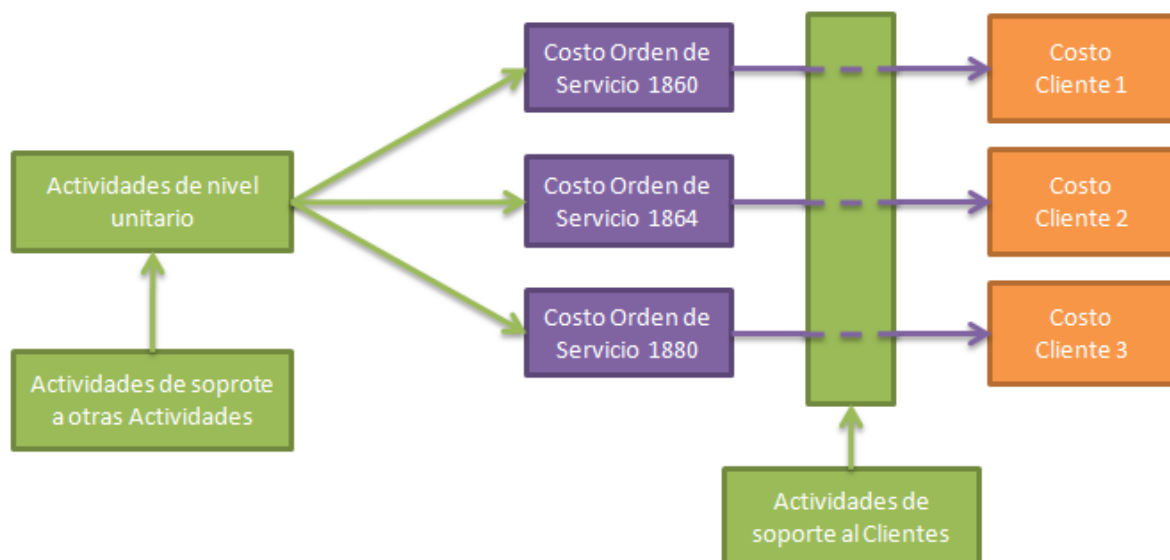 Costo Orden de
Servicio 1860
Costo
Cliente 1
Actividades de nivel
unitario
Costo Orden de
Servicio 1864
Costo
Cliente 2
Costo Orden de
Servicio 1880
Costo
Cliente 3
Actividades de soprote
a otras Actividades
Actividades de
soporte al Clientes